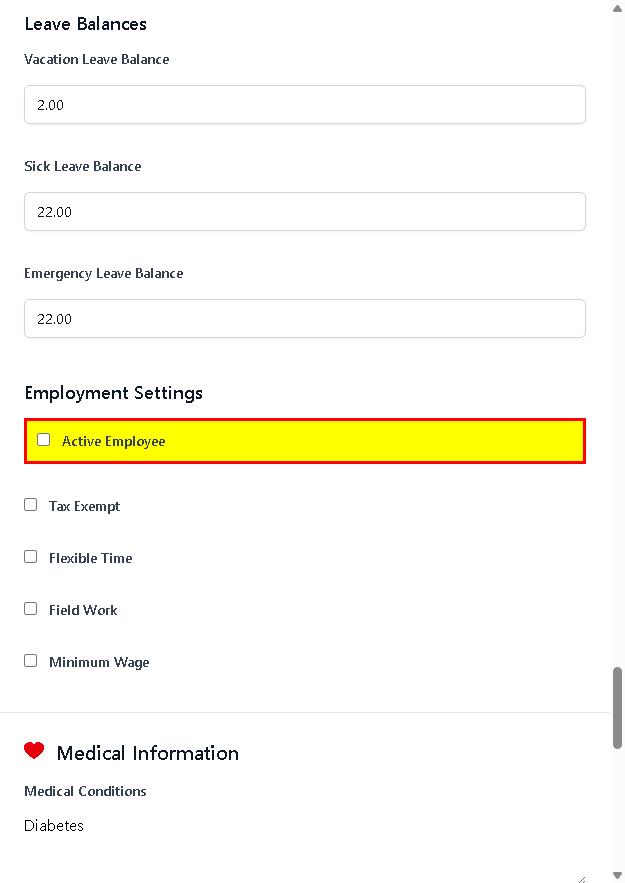 Leave Balances
Vacation Leave Balance
2.00
Sick Leave Balance
22.00
Emergency Leave Balance
22.00
Employment Settings
Active Employee
Tax Exempt
Flexible Time
Field Work
Minimum Wage
Medical Information
Medical Conditions
Diabetes